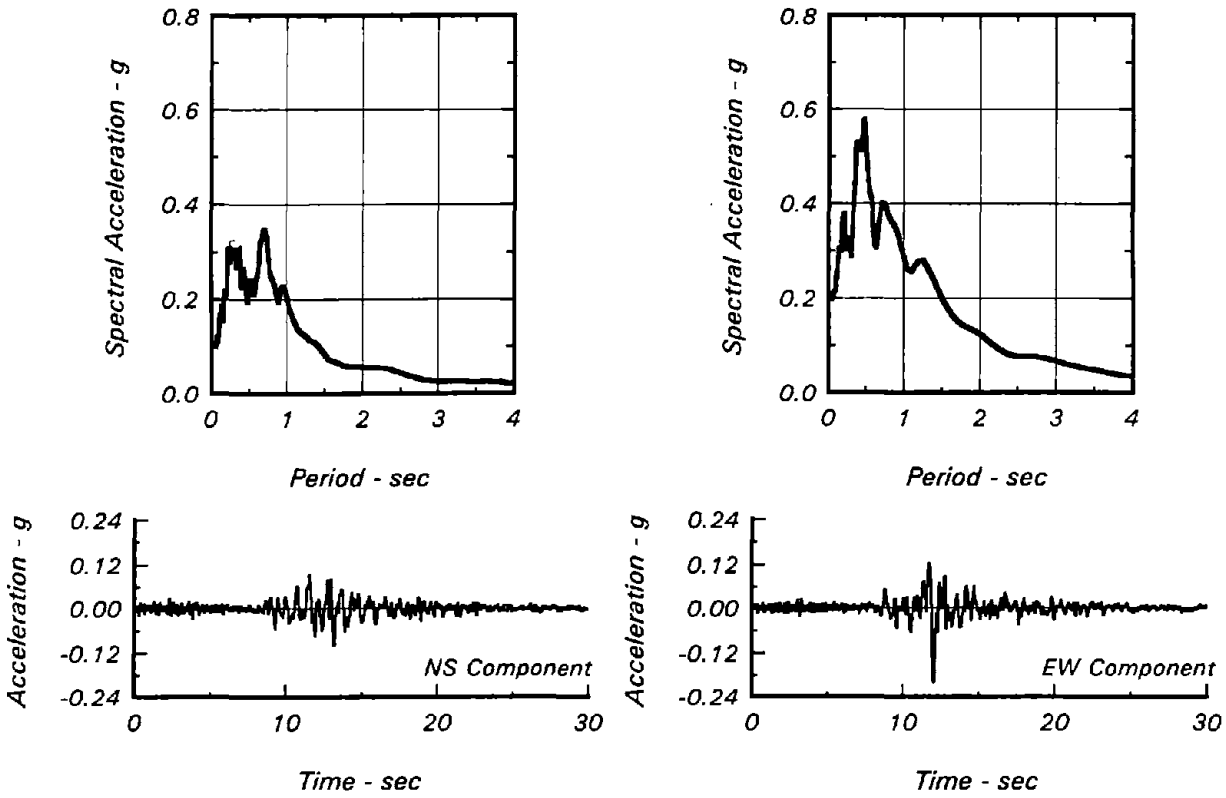 Spectral Acceleration - g
0.8
0.6
0.4
0.2
0.0
0 1 2 3 4
Period - sec
Spectral Acceleration - g
0.8
0.6
0.4
0.2
0.0
0 1 2 3 4
Period - sec
Acceleration - g
0.24
0.12
0.00
-0.12
-0.24
NS Component
0 10 20 30
Time - sec
Acceleration - g
0.24
0.12
0.00
-0.12
-0.24
EW Component
0 10 20 30
Time - sec